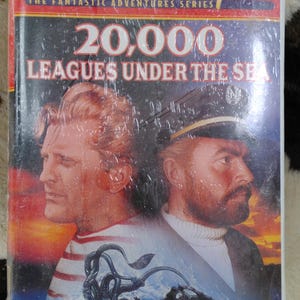 THE FANTASTIC ADVENTURES SERIES
20,000
LEAGUES UNDER THE SEA